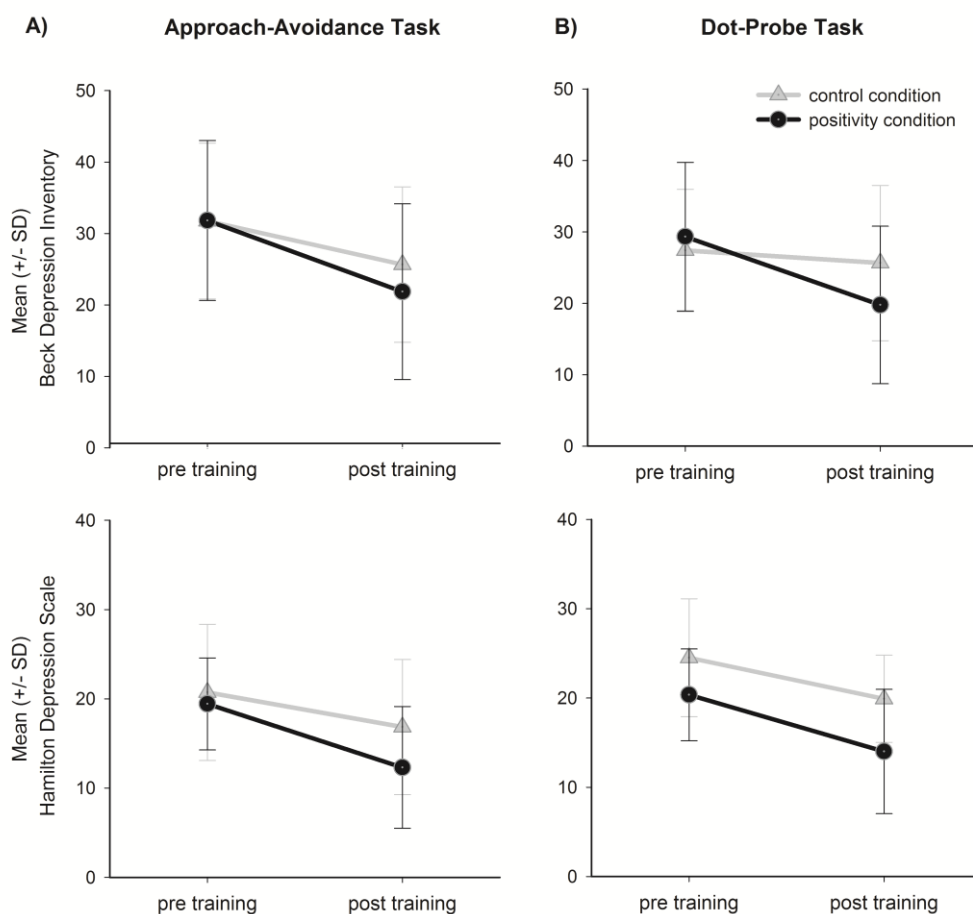 A) Approach-Avoidance Task
B) Dot-Probe Task
control condition
positivity condition
Mean (+/- SD)
Beck Depression Inventory
50
40
30
20
10
0
pre training
post training
50
40
30
20
10
0
pre training
post training
Mean (+/- SD)
Hamilton Depression Scale
40
30
20
10
0
pre training
post training
40
30
20
10
0
pre training
post training